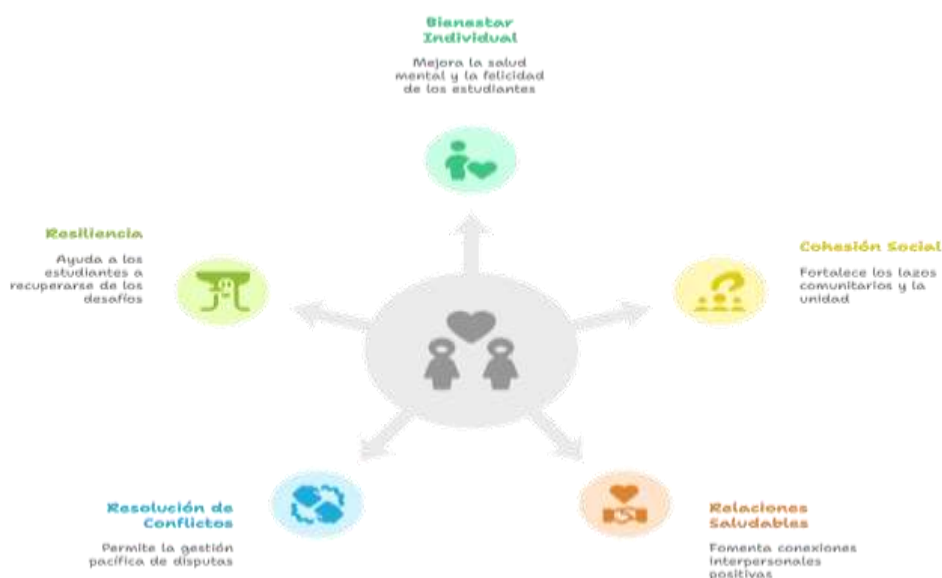 Bienestar
Individual
Mejora la salud
mental y la felicidad
de los estudiantes
Resiliencia
Ayuda a los
estudiantes a
recuperarse de los
desafíos
Cohesión Social
Fortalece los lazos
comunitarios y la
unidad
Resolución de
Conflictos
Permite la gestión
pacífica de disputas
Relaciones
Saludables
Fomenta conexiones
interpersonales
positivas